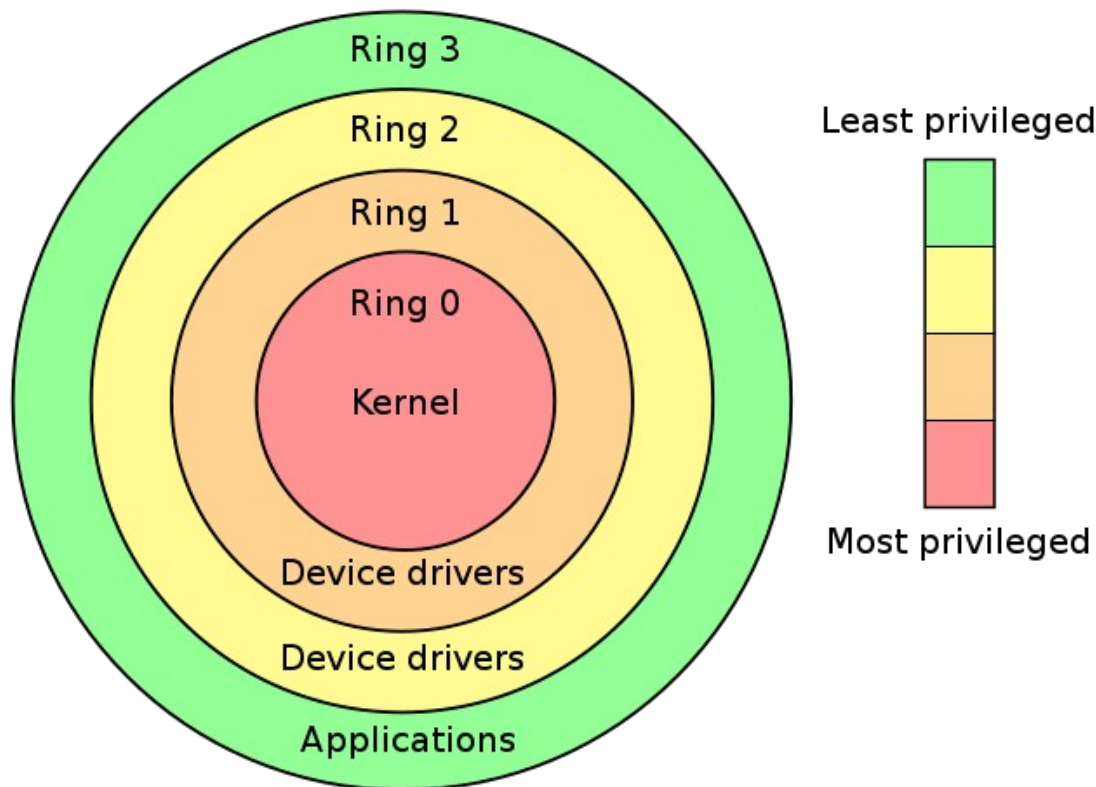 Ring 3
Ring 2
Ring 1
Ring 0
Kernel
Device drivers
Device drivers
Applications
Least privileged
Most privileged